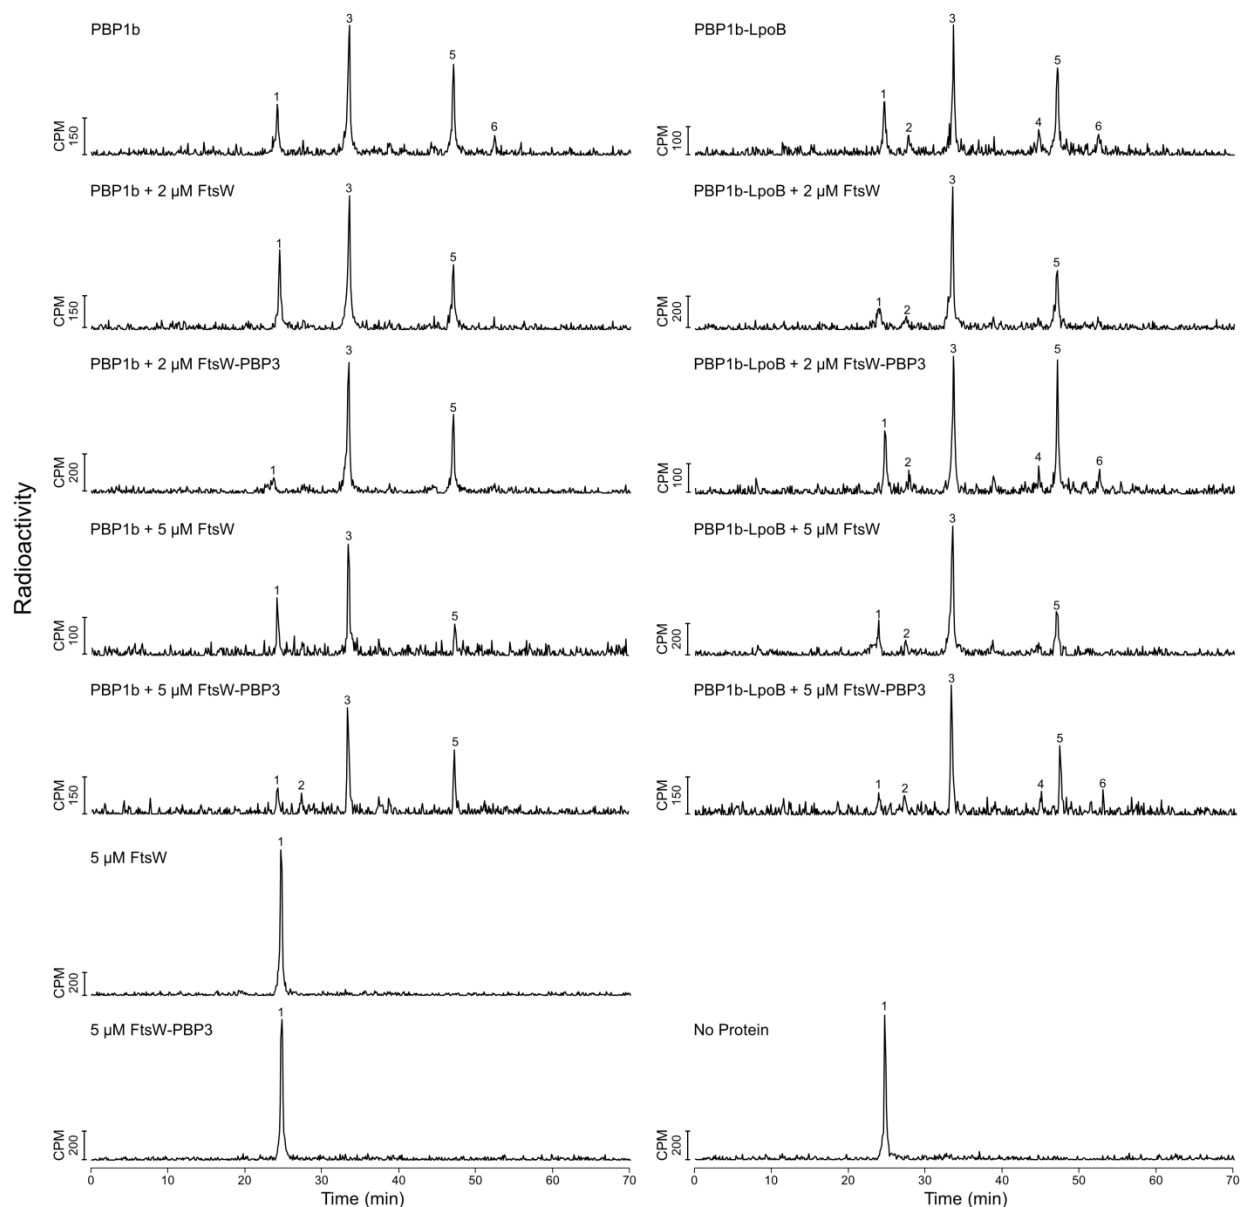 PBP1b
1
3
5
6
CPM
150
PBP1b-LpoB
1
2
3
4
5
6
CPM
100
PBP1b + 2 µM FtsW
1
3
5
CPM
150
PBP1b-LpoB + 2 µM FtsW
1
2
3
5
CPM
200
PBP1b + 2 µM FtsW-PBP3
1
3
5
CPM
200
PBP1b-LpoB + 2 µM FtsW-PBP3
1
2
3
4
5
6
CPM
100
Radioactivity
PBP1b + 5 µM FtsW
1
3
5
CPM
100
PBP1b-LpoB + 5 µM FtsW
1
2
3
5
CPM
200
PBP1b + 5 µM FtsW-PBP3
1
2
3
5
CPM
150
PBP1b-LpoB + 5 µM FtsW-PBP3
1
2
3
4
5
6
CPM
150
5 µM FtsW
1
CPM
200
5 µM FtsW-PBP3
1
CPM
200
No Protein
1
CPM
200
0 10 20 30 40 50 60 70
Time (min)
0 10 20 30 40 50 60 70
Time (min)